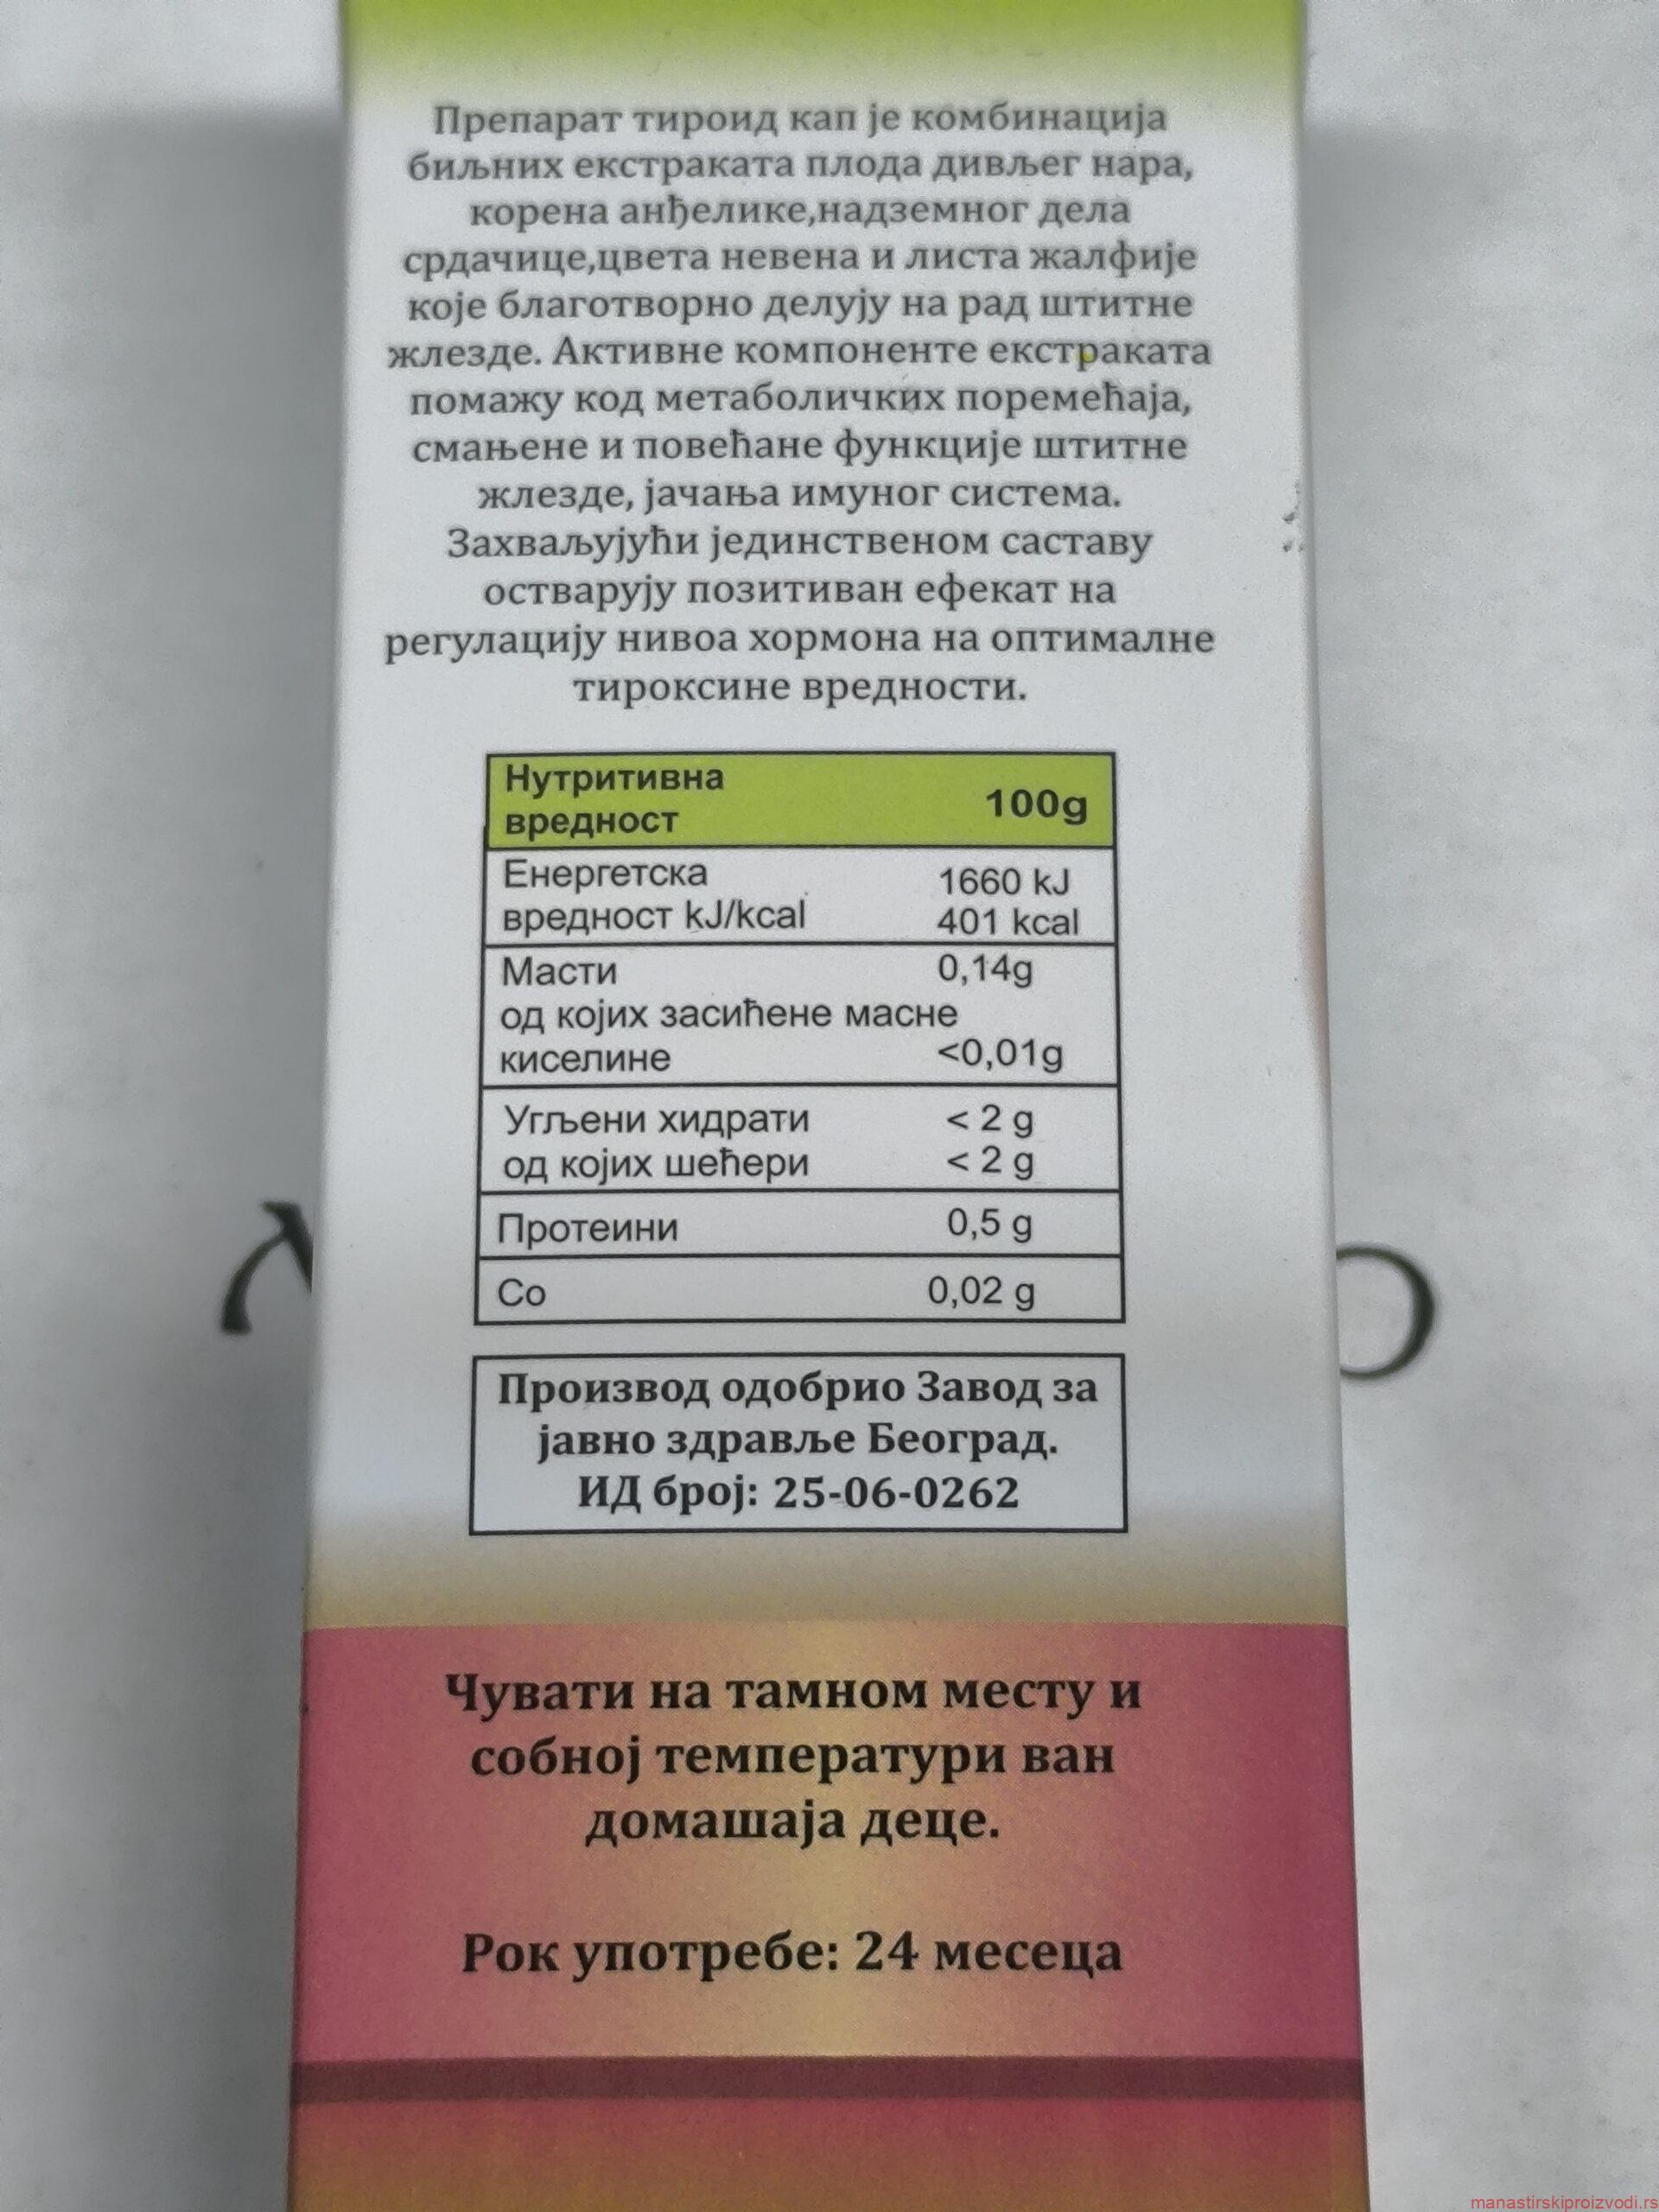 Препарат тироид кап је комбинација
биљних екстраката плода дивљег нара,
корена анђелике,надземног дела
срдачице,цвета невена и листа жалфије
које благотворно делују на рад штитне
жлезде. Активне компоненте екстраката
помажу код метаболичких поремећаја,
смањене и повећане функције штитне
жлезде, јачања имуног система.
Захваљујући јединственом саставу
остварују позитиван ефекат на
регулацију нивоа хормона на оптималне
тироксине вредности.
Нутритивна
вредност 100g
Енергетска 1660 kJ
вредност kJ/kcal 401 kcal
Масти 0,14g
од којих засићене масне
киселине <0,01g
Угљени хидрати < 2 g
од којих шећери < 2 g
Протеини 0,5 g
Со 0,02 g
Производ одобрио Завод за
јавно здравље Београд.
ИД број: 25-06-0262
Чувати на тамном месту и
собној температури ван
домашаја деце.
Рок употребе: 24 месеца
manastirskiproizvodi.rs